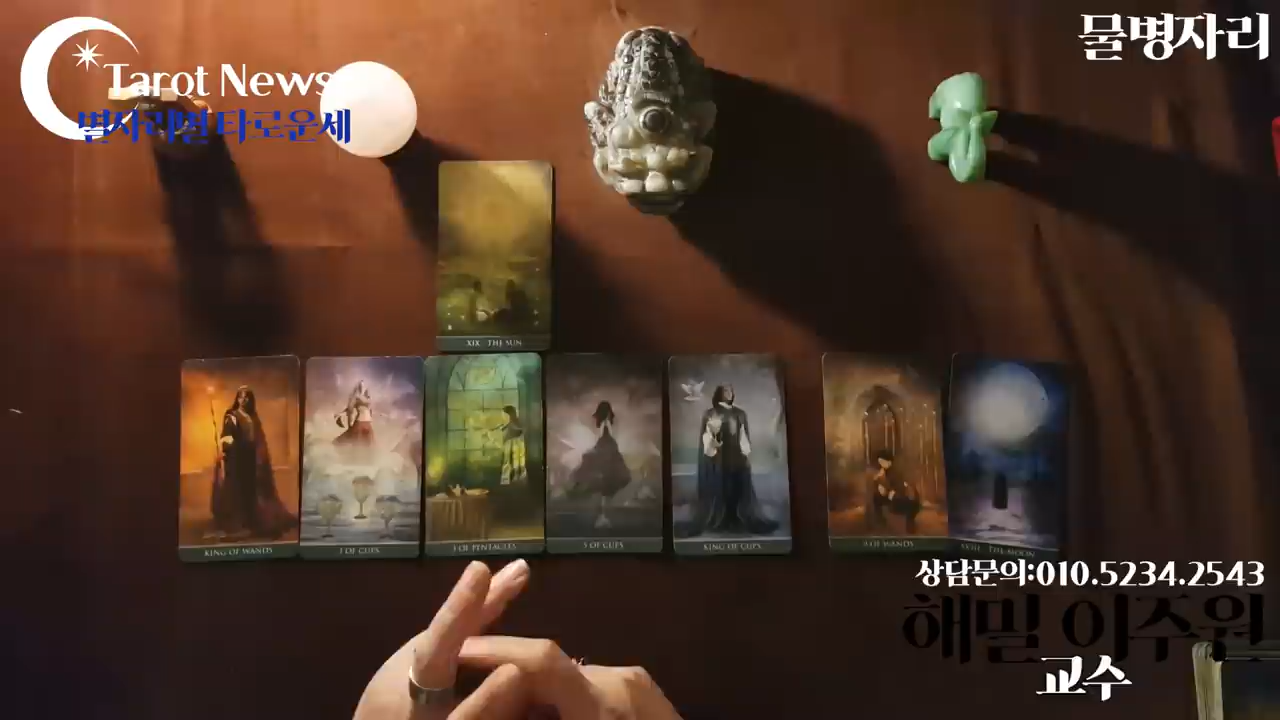 물병자리
Tarot News
별자리별 타로운세
XIX THE SUN
KING OF WANDS
3 OF CUPS
3 OF PENTACLES
5 OF CUPS
KING OF CUPS
OF WANDS
XVIII THE MOON
상담문의:010.5234.2543
해밀 이주원
교수